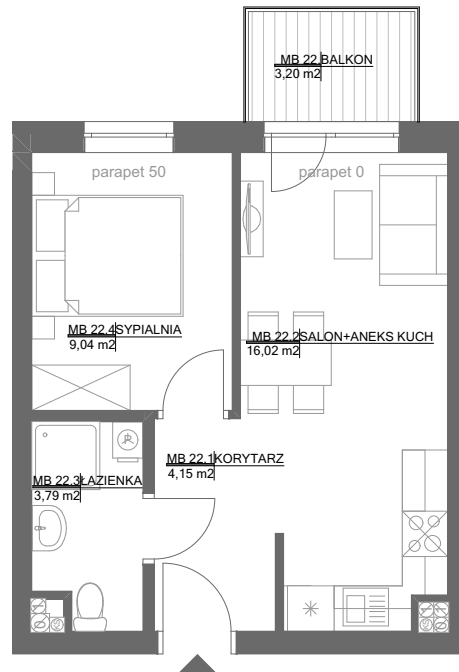 MB 22.BALKON
3,20 m2
parapet 50
parapet 0
MB 22.4SYPIALNIA
9,04 m2
MB 22.2SALON+ANEKS KUCH
16,02 m2
MB 22.1KORYTARZ
4,15 m2
MB 22.3ŁAZIENKA
3,79 m2